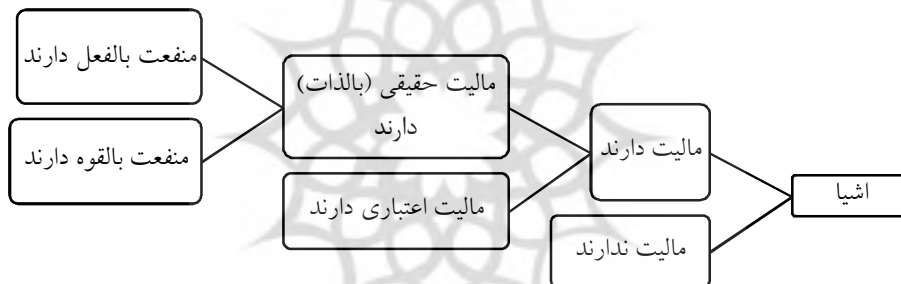 اشیا
مالیت دارند
مالیت ندارند
مالیت حقیقی (بالذات)
دارند
مالیت اعتباری دارند
منفعت بالفعل دارند
منفعت بالقوه دارند